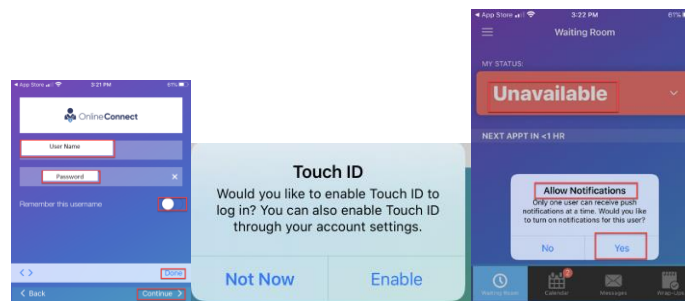 App Store
3:21 PM
61%
OnlineConnect
User Name
Password
Remember this username
Done
Back
Continue
Touch ID
Would you like to enable Touch ID to
log in? You can also enable Touch ID
through your account settings.
Not Now
Enable
App Store
3:22 PM
61%
Waiting Room
MY STATUS:
Unavailable
NEXT APPT IN <1 HR
Allow Notifications
Only one user can receive push
notifications at a time. Would you like
to turn on notifications for this user?
No
Yes
2
Waiting Room
Calendar
Messages
Wrap-Ups